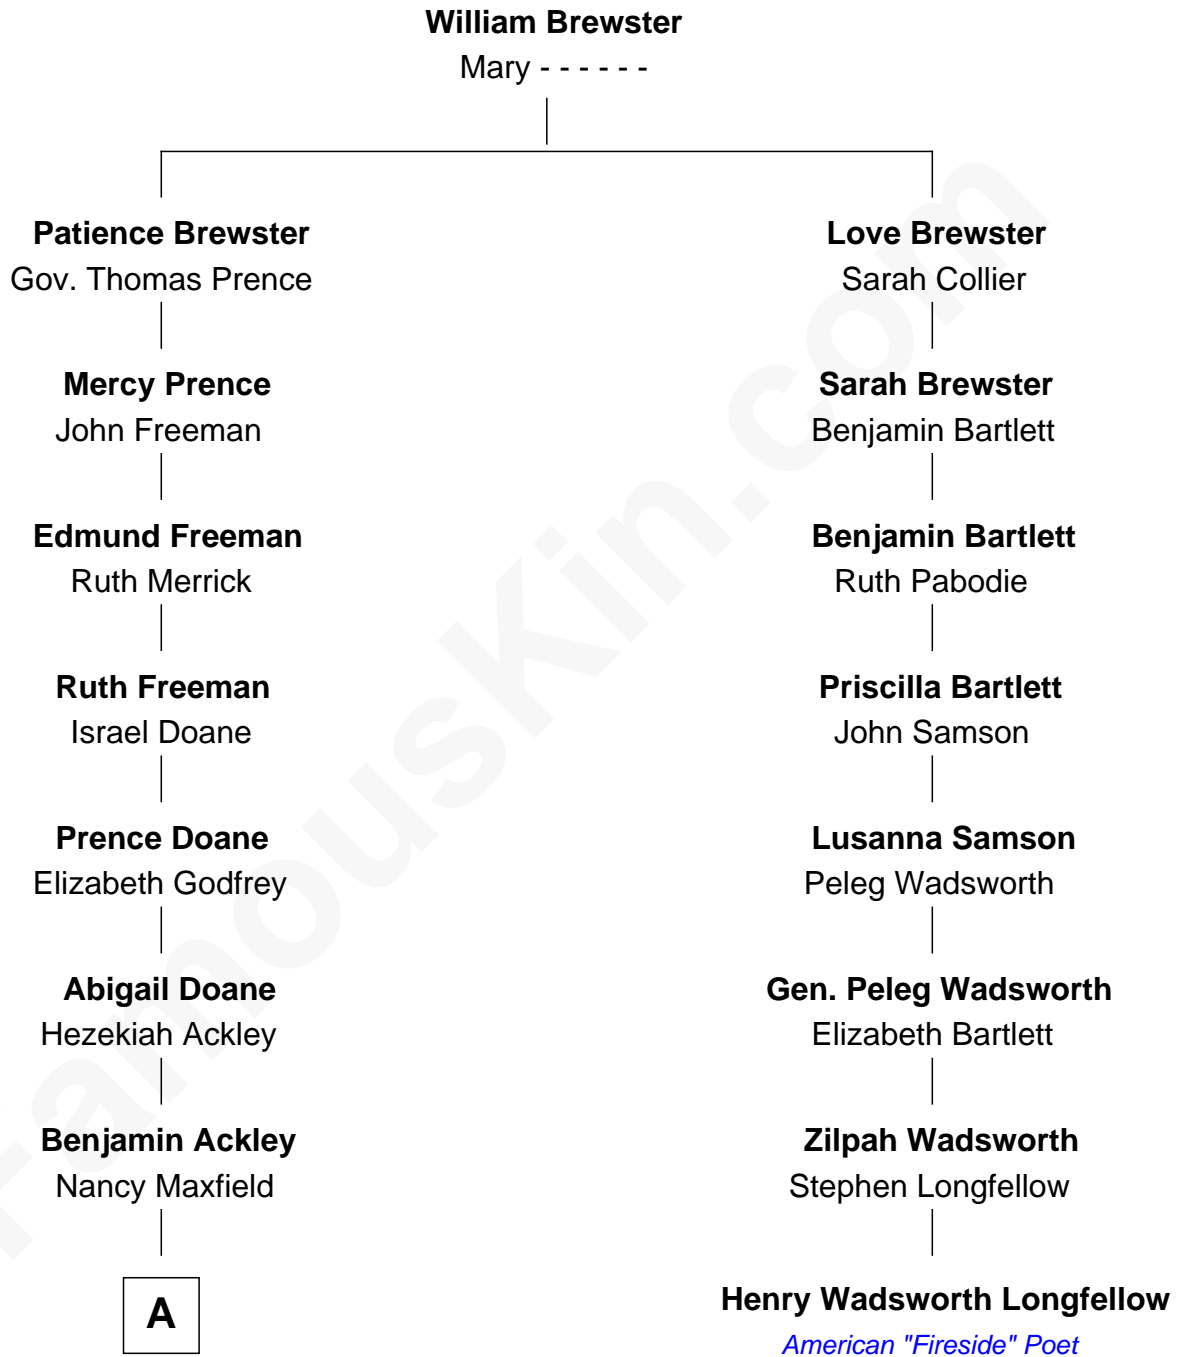 William Brewster
Mary - - - - - -
Patience Brewster
Gov. Thomas Prence
Love Brewster
Sarah Collier
Mercy Prence
John Freeman
Sarah Brewster
Benjamin Bartlett
Edmund Freeman
Ruth Merrick
Benjamin Bartlett
Ruth Pabodie
Ruth Freeman
Israel Doane
Priscilla Bartlett
John Samson
Prence Doane
Elizabeth Godfrey
Lusanna Samson
Peleg Wadsworth
Abigail Doane
Hezekiah Ackley
Gen. Peleg Wadsworth
Elizabeth Bartlett
Benjamin Ackley
Nancy Maxfield
Zilpah Wadsworth
Stephen Longfellow
A
Henry Wadsworth Longfellow
American "Fireside" Poet
FamousKin.com